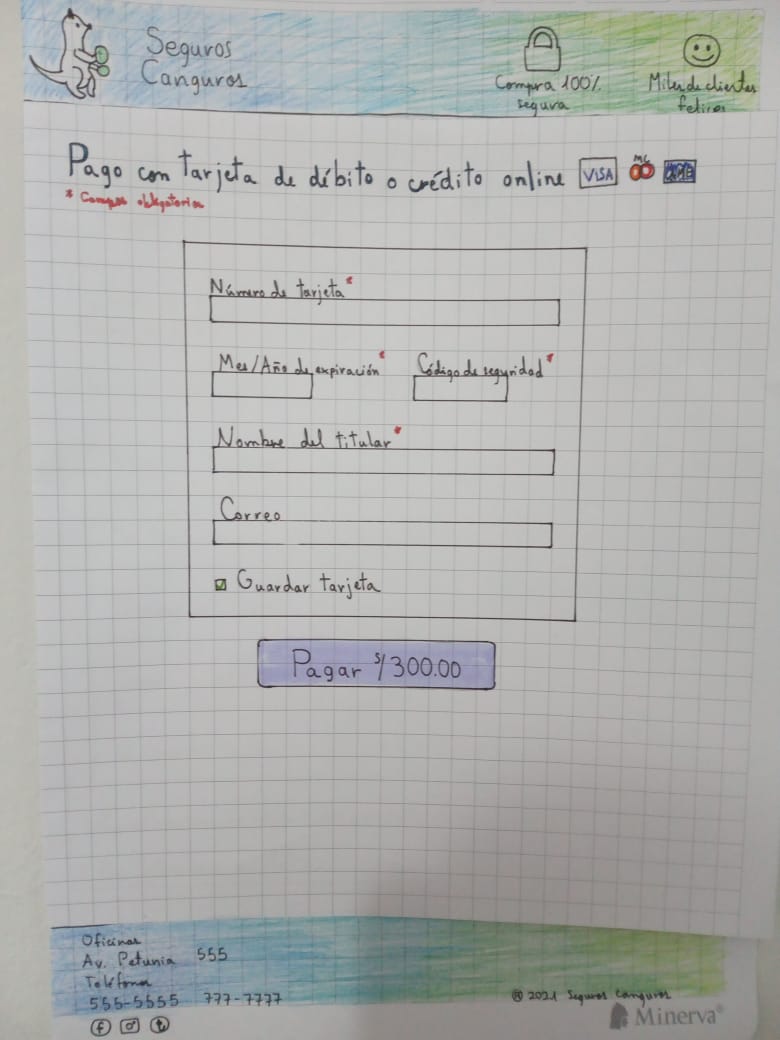 Seguros
Canguros
Compra 100%
segura
Miles de clientes
felices
Pago con tarjeta de débito o crédito online VISA MC
* Campos obligatorios
Número de tarjeta*
Mes/Año de expiración* Código de seguridad*
Nombre del titular*
Correo
Guardar tarjeta
Pagar S/300.00
Oficinas
Av. Petunia 555
Teléfonos
555-5555 777-7777
® 2021 Seguros Canguros
Minerva®